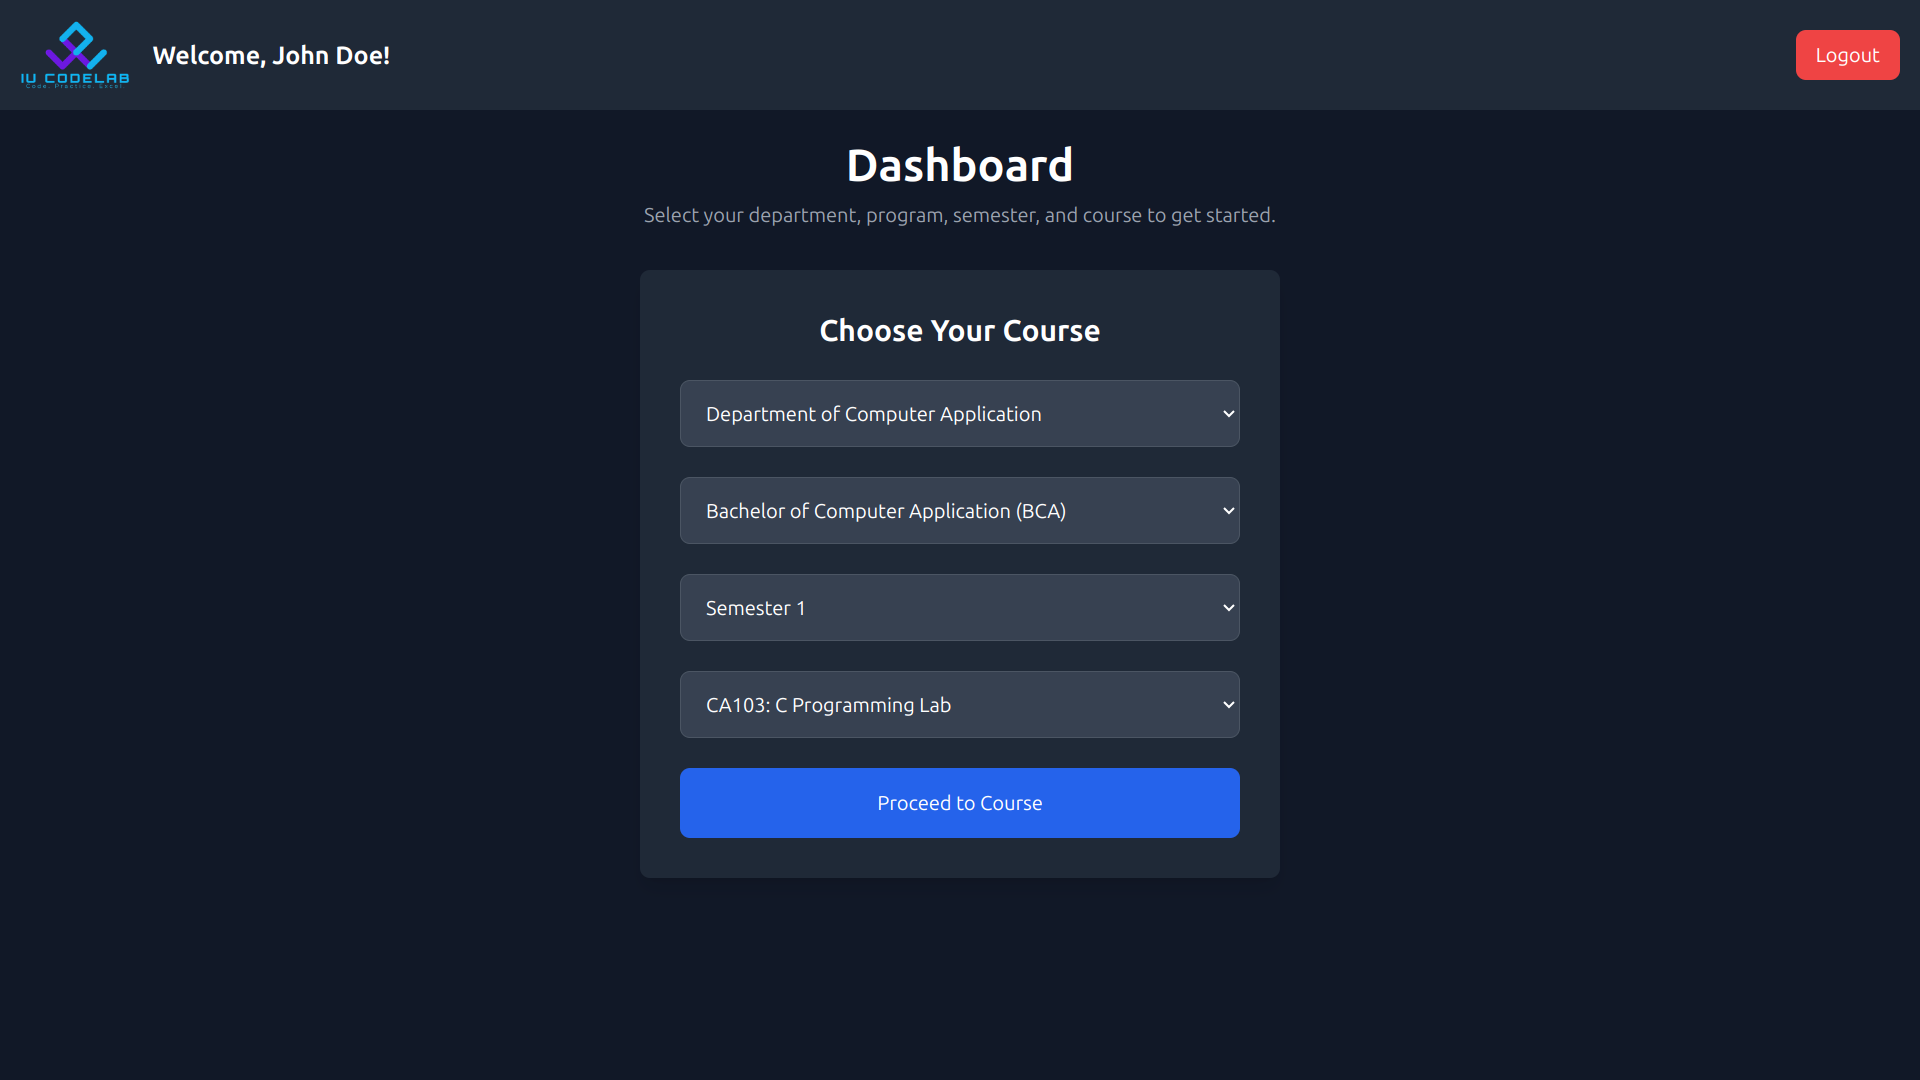 IU CODELAB
Code. Practice. Excel.
Welcome, John Doe!
Logout
Dashboard
Select your department, program, semester, and course to get started.
Choose Your Course
Department of Computer Application
Bachelor of Computer Application (BCA)
Semester 1
CA103: C Programming Lab
Proceed to Course